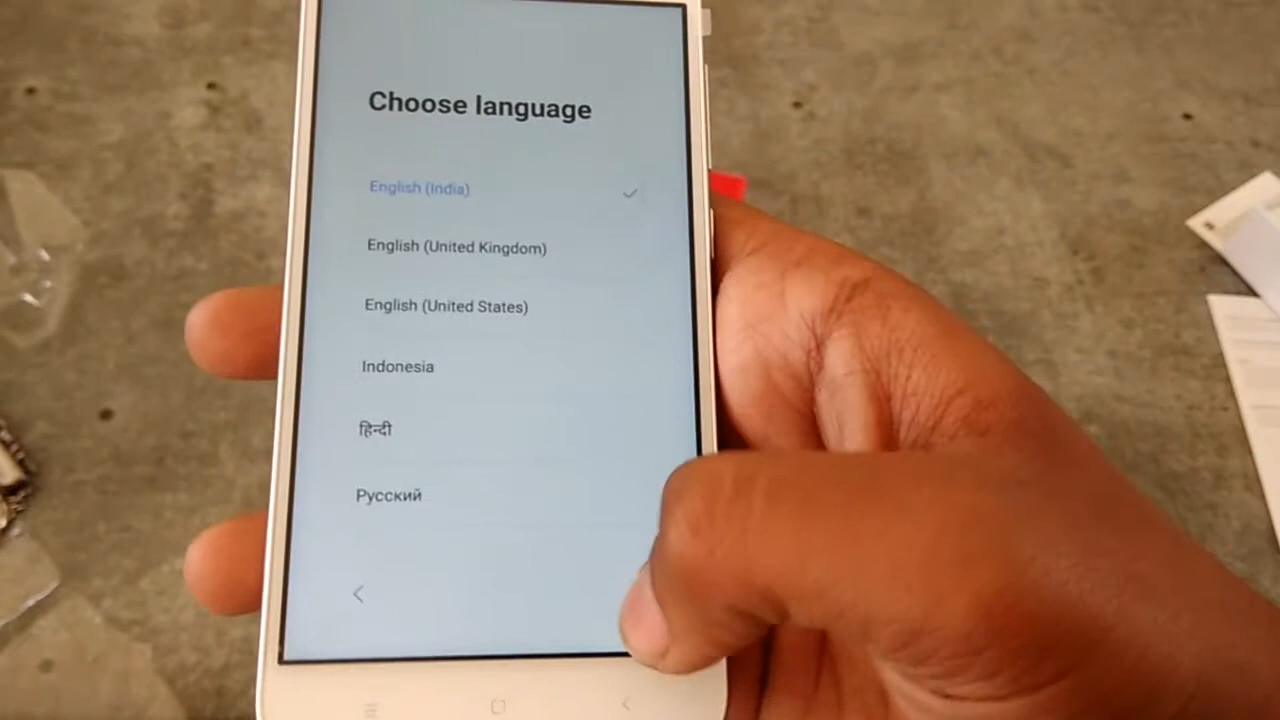 Choose language
English (India)
English (United Kingdom)
English (United States)
Indonesia
हिन्दी
Русский